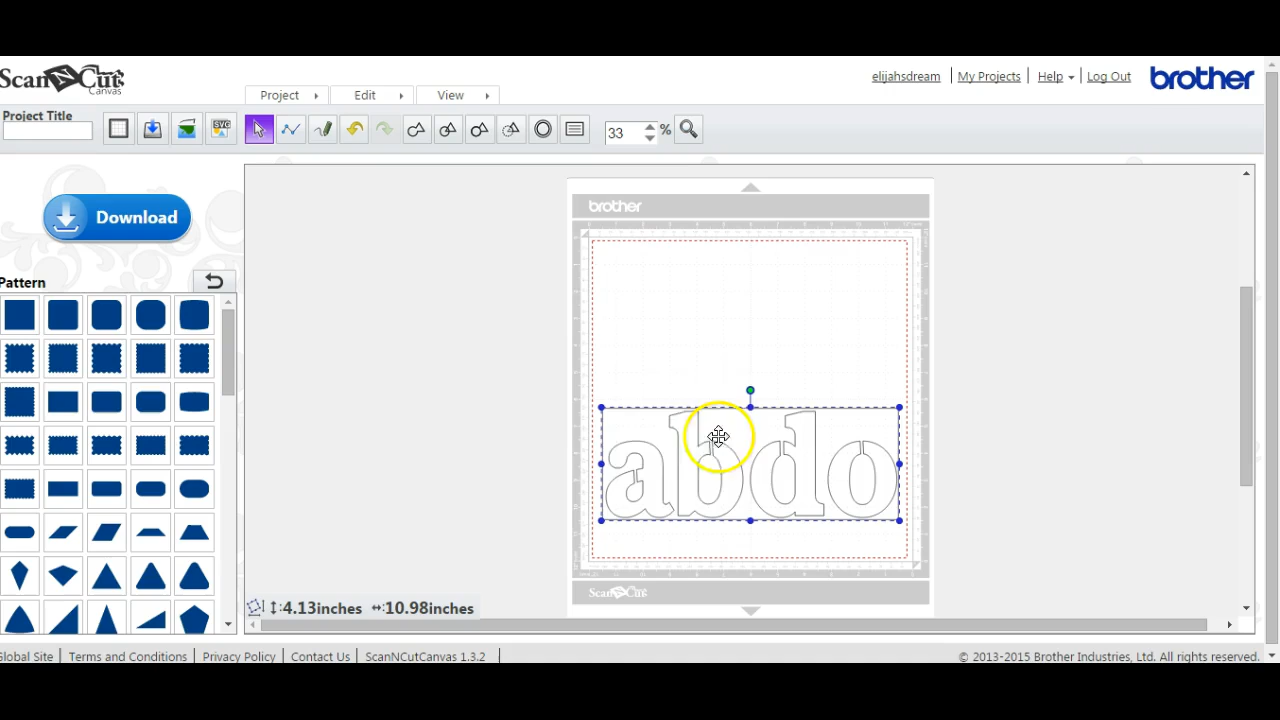 ScanNCut
Canvas
elijahsdream
My Projects
Help
Log Out
brother
Project
Edit
View
Project Title
SVG
33
%
Download
brother
Pattern
abdo
4.13inches
10.98inches
ScanNCut
Global Site
Terms and Conditions
Privacy Policy
Contact Us
ScanNCutCanvas 1.3.2
© 2013-2015 Brother Industries, Ltd. All rights reserved.